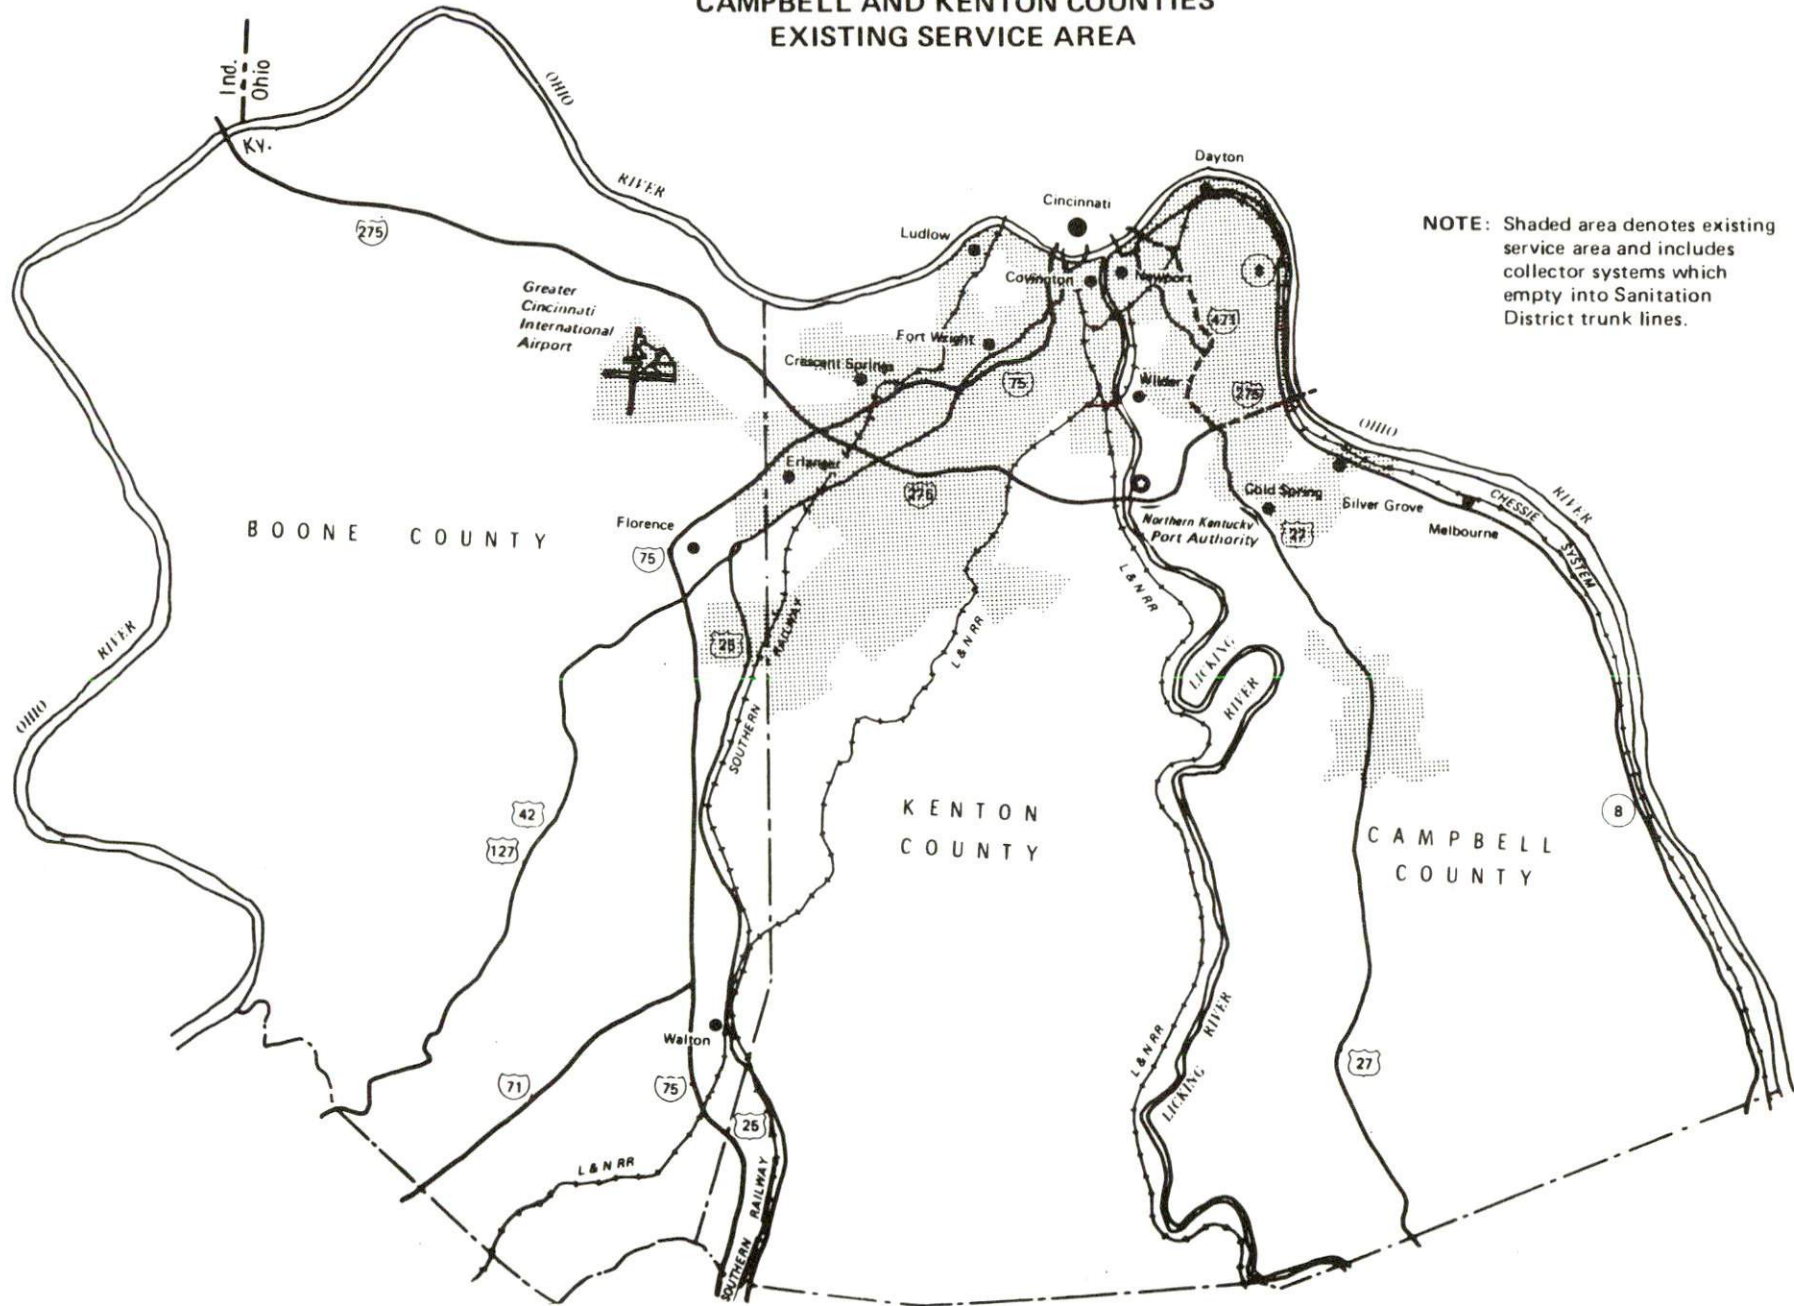 CAMPBELL AND KENTON COUNTIES
EXISTING SERVICE AREA
Ind.
Ohio
Ky.
OHIO
RIVER
275
Greater
Cincinnati
International
Airport
Dayton
Cincinnati
Ludlow
Covington
Newport
8
NOTE: Shaded area denotes existing
service area and includes
collector systems which
empty into Sanitation
District trunk lines.
471
Fort Wright
Crescent Springs
75
Wilder
275
OHIO
RIVER
Erlanger
275
Cold Spring
Silver Grove
Melbourne
CHESSIE
SYSTEM
Florence
BOONE COUNTY
75
Northern Kentucky
Port Authority
27
L & N RR
25
SOUTHERN
RAILWAY
L & N RR
LICKING
RIVER
OHIO
RIVER
42
127
KENTON
COUNTY
CAMPBELL
COUNTY
8
Walton
71
75
25
L & N RR
LICKING
RIVER
27
L & N RR
SOUTHERN RAILWAY